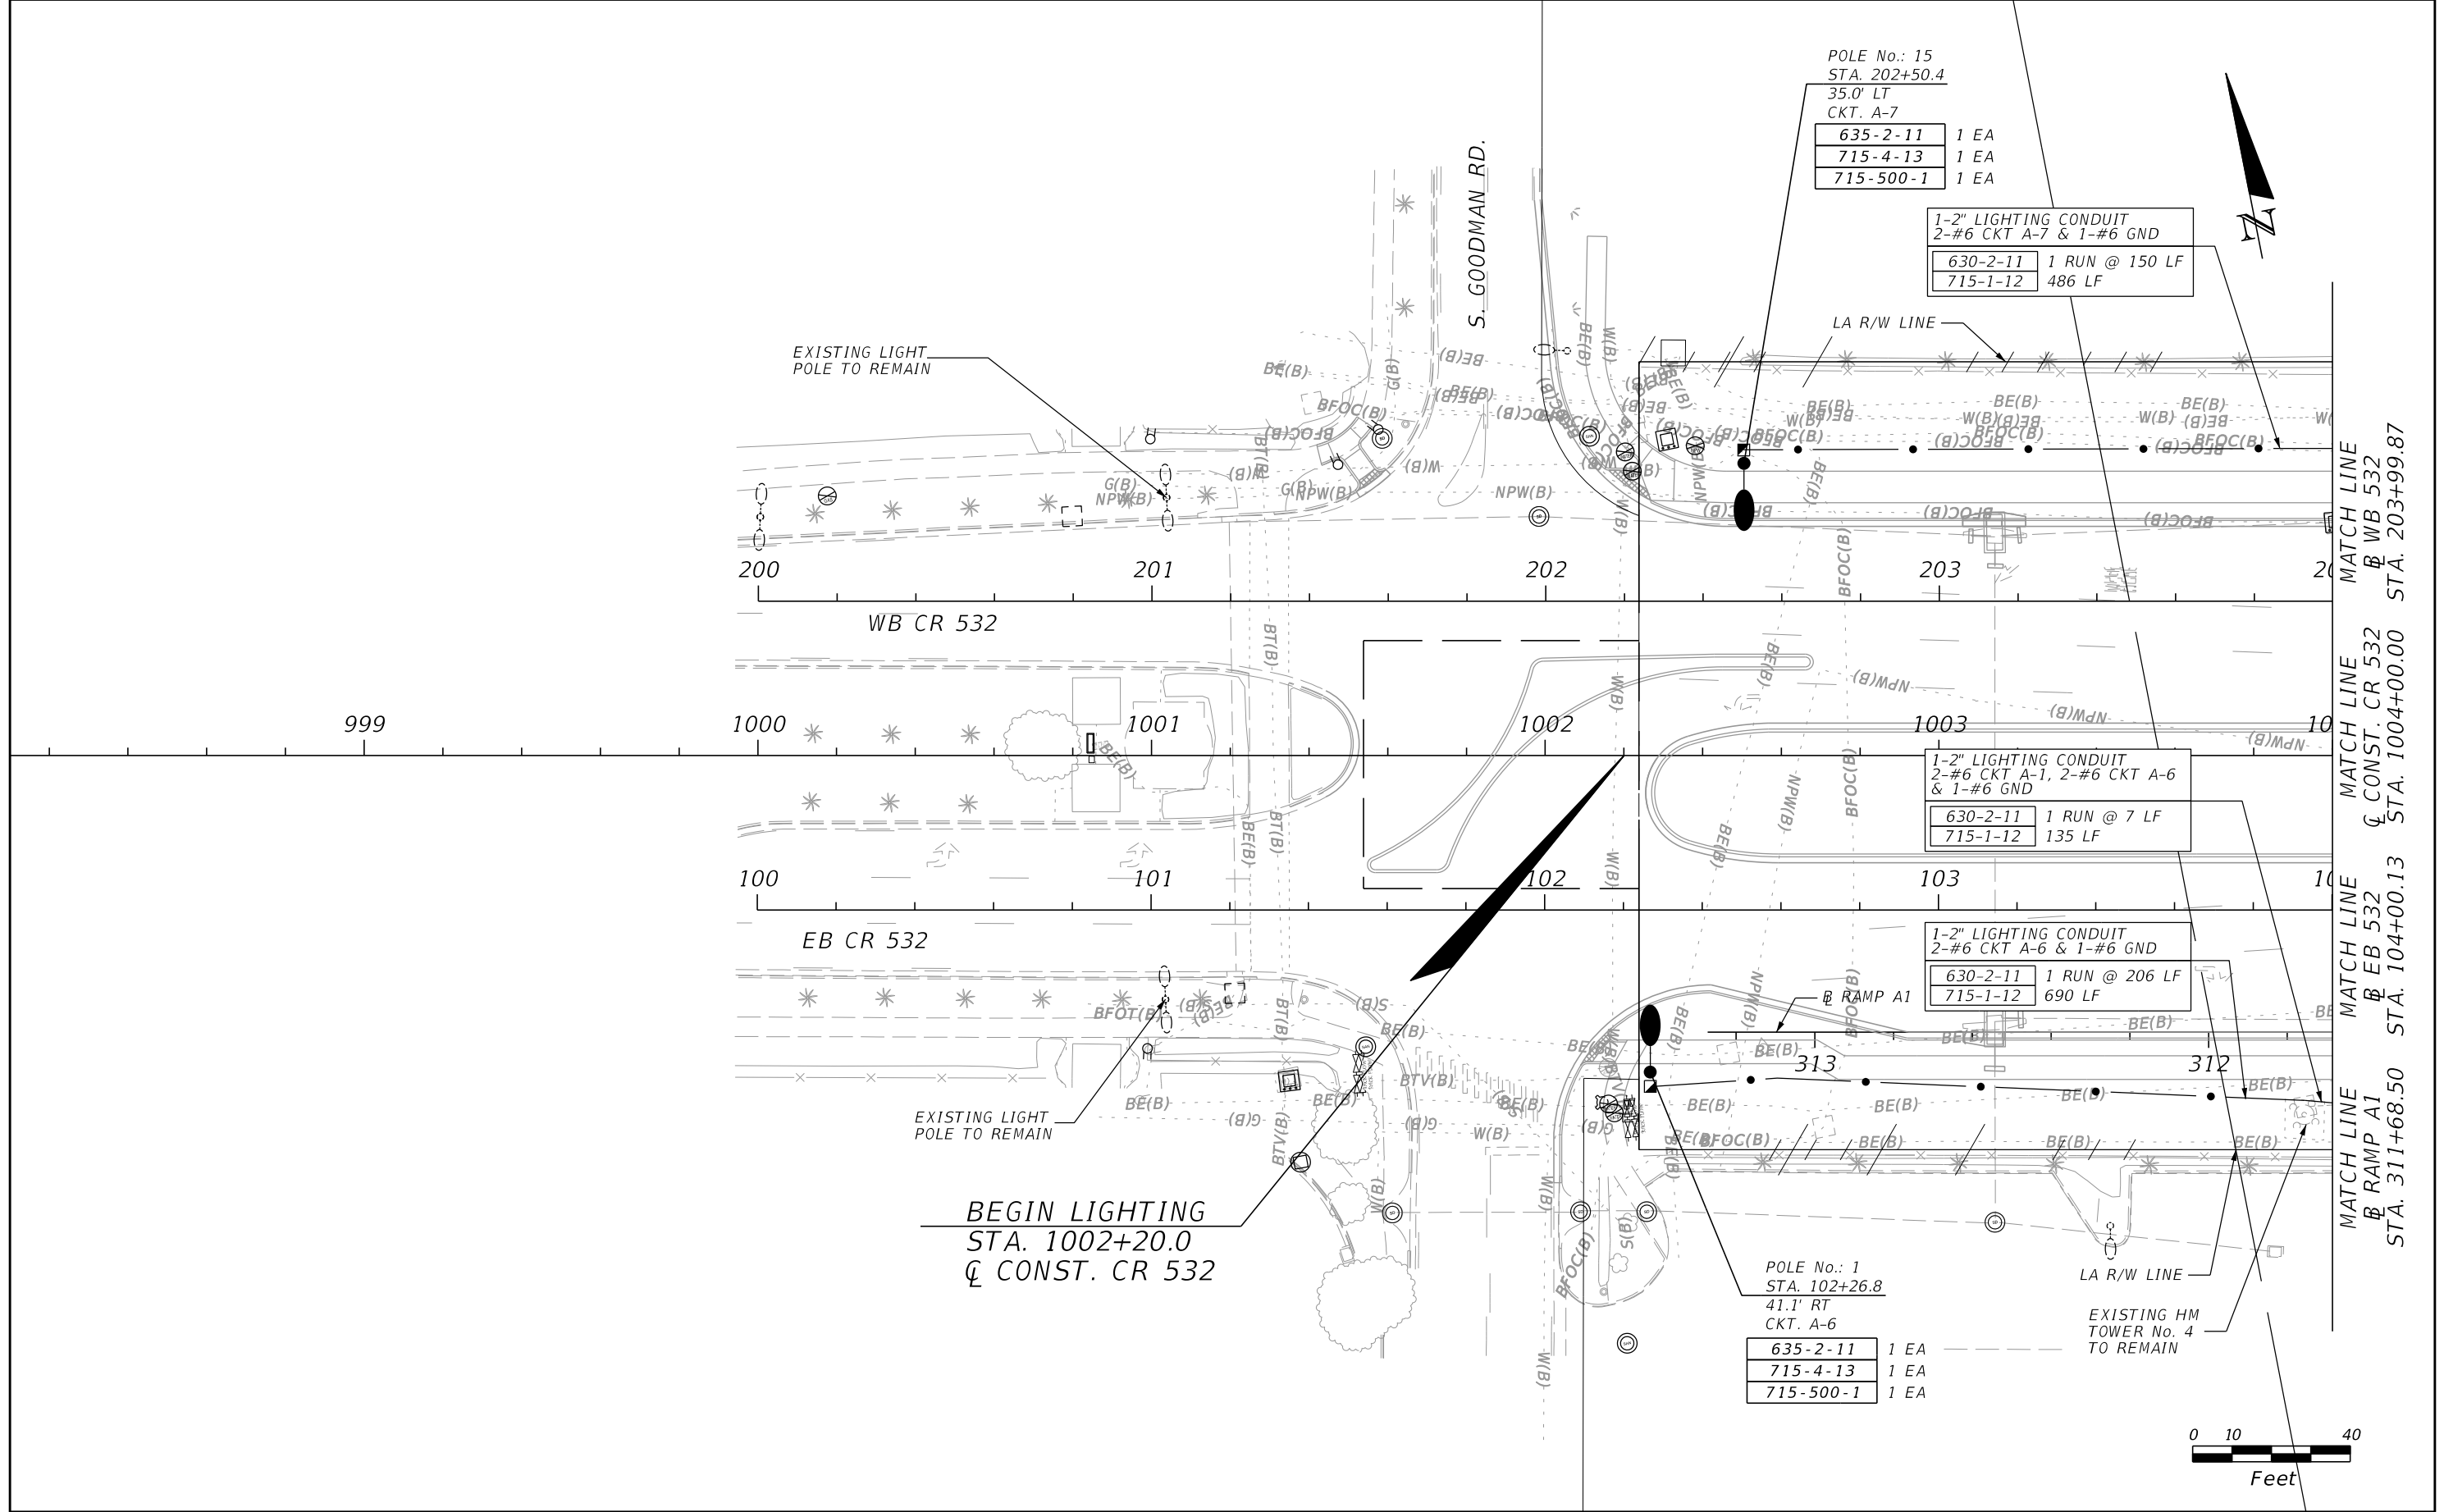 POLE No.: 15
STA. 202+50.4
35.0' LT
CKT. A-7
635-2-11 1 EA
715-4-13 1 EA
715-500-1 1 EA
S. GOODMAN RD.
N
1-2" LIGHTING CONDUIT
2-#6 CKT A-7 & 1-#6 GND
630-2-11 1 RUN @ 150 LF
715-1-12 486 LF
LA R/W LINE
EXISTING LIGHT
POLE TO REMAIN
200 201 202 203 20
WB CR 532
999 1000 1001 1002 1003 10
1-2" LIGHTING CONDUIT
2-#6 CKT A-1, 2-#6 CKT A-6
& 1-#6 GND
630-2-11 1 RUN @ 7 LF
715-1-12 135 LF
100 101 102 103 10
EB CR 532
1-2" LIGHTING CONDUIT
2-#6 CKT A-6 & 1-#6 GND
630-2-11 1 RUN @ 206 LF
715-1-12 690 LF
℄ RAMP A1
313 312
EXISTING LIGHT
POLE TO REMAIN
BEGIN LIGHTING
STA. 1002+20.0
℄ CONST. CR 532
POLE No.: 1
STA. 102+26.8
41.1' RT
CKT. A-6
635-2-11 1 EA
715-4-13 1 EA
715-500-1 1 EA
LA R/W LINE
EXISTING HM
TOWER No. 4
TO REMAIN
MATCH LINE
℄ WB 532
STA. 203+99.87
MATCH LINE
℄ CONST. CR 532
STA. 1004+00.00
MATCH LINE
℄ EB 532
STA. 104+00.13
MATCH LINE
℄ RAMP A1
STA. 311+68.50
0 10 40
Feet
BE(B)
BFOC(B)
W(B)
G(B)
NPW(B)
BT(B)
BFOT(B)
S(B)
BTV(B)